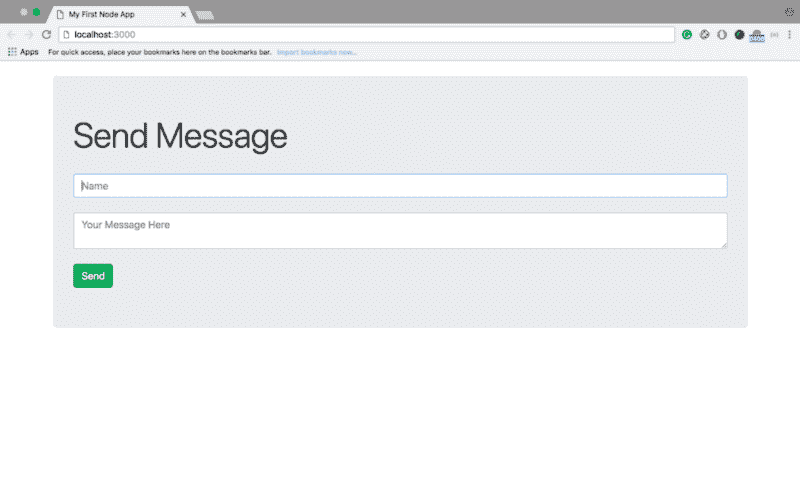 My First Node App
localhost:3000
Apps For quick access, place your bookmarks here on the bookmarks bar. Import bookmarks now...
Send Message
Name
Your Message Here
Send